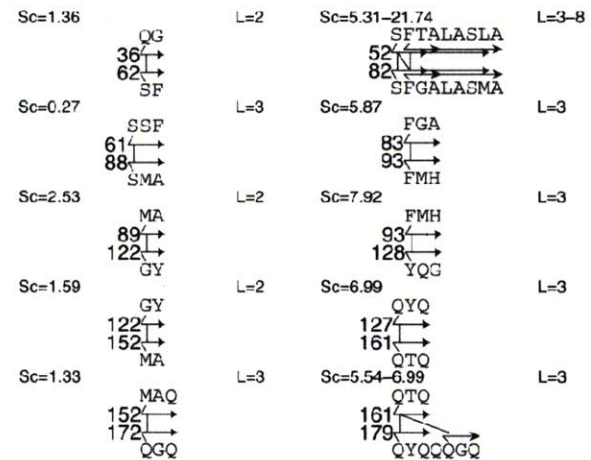 Sc=1.36 L=2
QG
36
62
SF
Sc=5.31–21.74 L=3–8
SFTALASLA
52
82
SFGALASMA
Sc=0.27 L=3
SSF
61
88
SMA
Sc=5.87 L=3
FGA
83
93
FMH
Sc=2.53 L=2
MA
89
122
GY
Sc=7.92 L=3
FMH
93
128
YQG
Sc=1.59 L=2
GY
122
152
MA
Sc=6.99 L=3
QYQ
127
161
QTQ
Sc=1.33 L=3
MAQ
152
172
QGQ
Sc=5.54–6.99 L=3
QTQ
161
179
QYQQQGQ